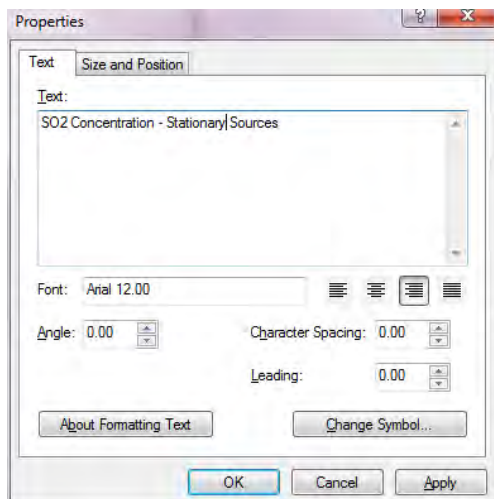 Properties
Text Size and Position
Text:
SO2 Concentration - Stationary Sources
Font: Arial 12.00
Angle: 0.00 Character Spacing: 0.00
Leading: 0.00
About Formatting Text Change Symbol...
OK Cancel Apply